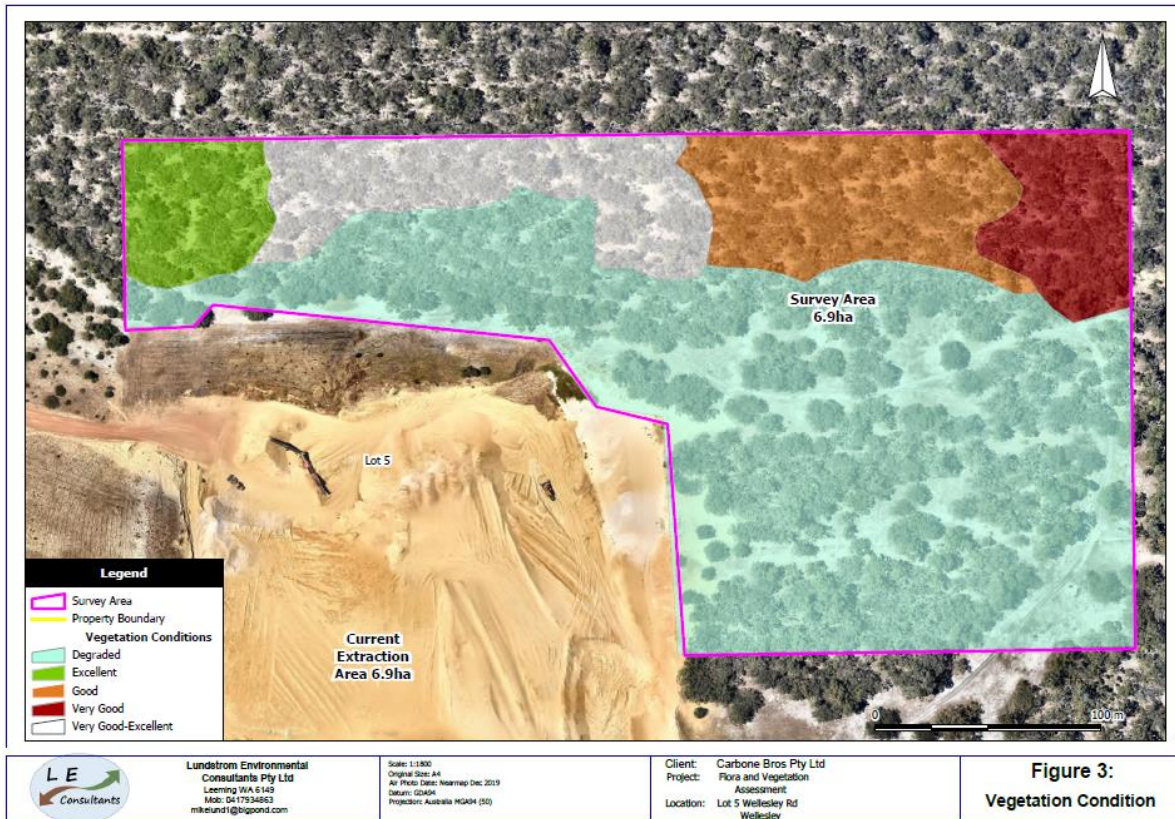 Survey Area
6.9ha
Lot 5
Current
Extraction
Area 6.9ha
0
100 m
Legend
Survey Area
Property Boundary
Vegetation Conditions
Degraded
Excellent
Good
Very Good
Very Good-Excellent
L E
Consultants
Lundstrom Environmental
Consultants Pty Ltd
Leeming WA 6149
Mob: 0417934863
mikelund1@bigpond.com
Scale: 1:1800
Original Size: A4
Air Photo Date: Nearmap Dec 2019
Datum: GDA94
Projection: Australia MGA94 (50)
Client: Carbone Bros Pty Ltd
Project: Flora and Vegetation
Assessment
Location: Lot 5 Wellesley Rd
Wellesley
Figure 3:
Vegetation Condition